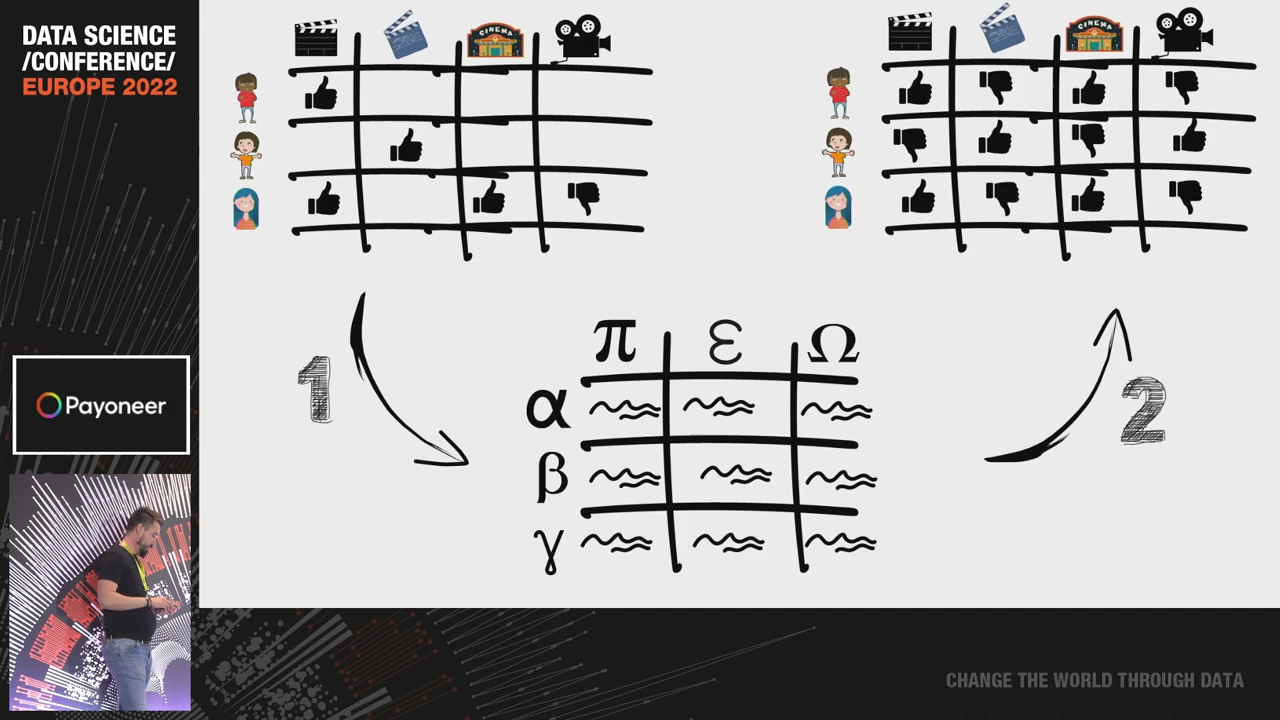 DATA SCIENCE
/CONFERENCE/
EUROPE 2022
CINEMA
CINEMA
π ε Ω
α
β
γ
1
2
Payoneer
CHANGE THE WORLD THROUGH DATA